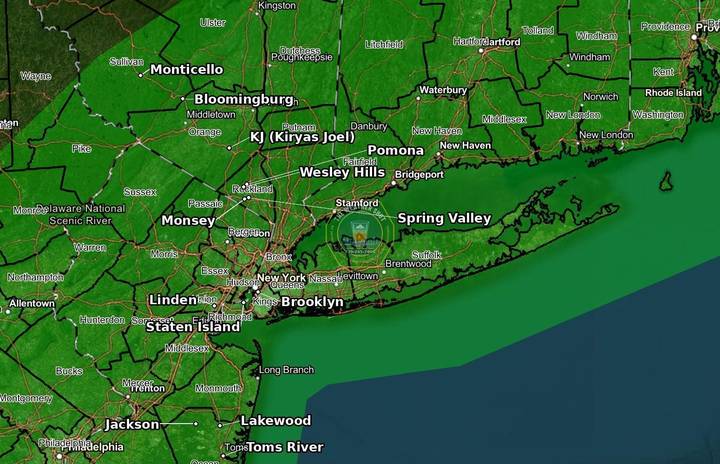 Kingston
Ulster
Dutchess
Litchfield
Hartford
Hartford
Tolland
Windham
Providence
Sullivan
Monticello
Poughkeepsie
Windham
Kent
Wayne
Waterbury
Norwich
Rhode Island
Bloomingburg
Middletown
Orange
Putnam
Danbury
New Haven
Middlesex
New London
Washington
KJ (Kiryas Joel)
New London
Pike
Pomona
New Haven
Fairfield
Wesley Hills
Bridgeport
Rockland
Sussex
Passaic
Stamford
Delaware National
Scenic River
Monsey
Spring Valley
Bergen
Warren
Morris
Suffolk
Bronx
Essex
Brentwood
Northampton
New York
Hudson
Queens
Nassau
Levittown
Allentown
Linden
Kings
Brooklyn
Hunterdon
Richmond
Staten Island
Middlesex
Bucks
Long Branch
Mercer
Trenton
Monmouth
Montgomery
Jackson
Lakewood
Philadelphia
Philadelphia
Toms River
Ocean